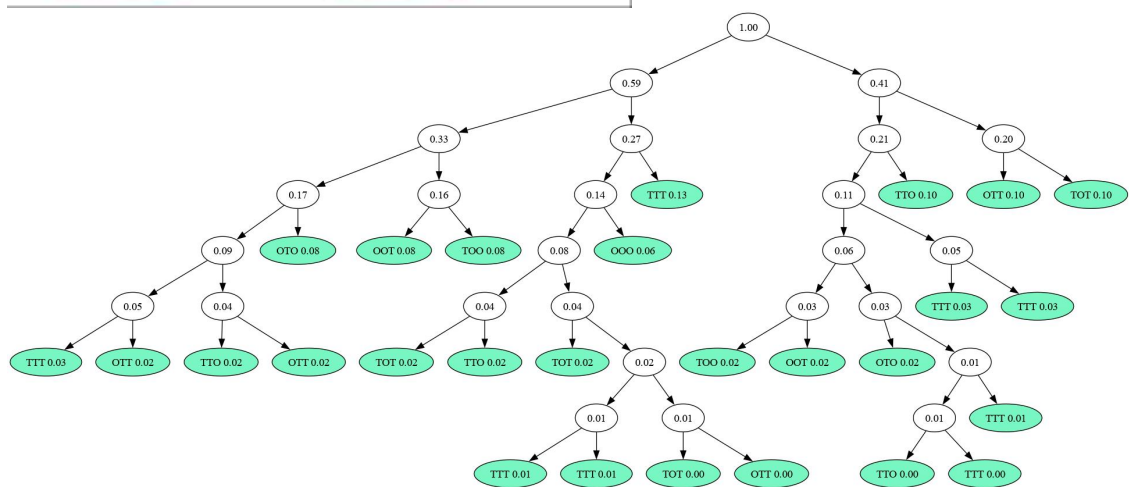 1.00
0.59 0.41
0.33 0.27 0.21 0.20
0.17 0.16 0.14 TTT 0.13 0.11 TTO 0.10 OTT 0.10 TOT 0.10
0.09 OTO 0.08 OOT 0.08 TOO 0.08 0.08 OOO 0.06 0.06 0.05
0.05 0.04 0.04 0.04 0.03 0.03 TTT 0.03 TTT 0.03
TTT 0.03 OTT 0.02 TTO 0.02 OTT 0.02 TOT 0.02 TTO 0.02 TOT 0.02 0.02 TOO 0.02 OOT 0.02 OTO 0.02 0.01
0.01 0.01 0.01 TTT 0.01
TTT 0.01 TTT 0.01 TOT 0.00 OTT 0.00 TTO 0.00 TTT 0.00